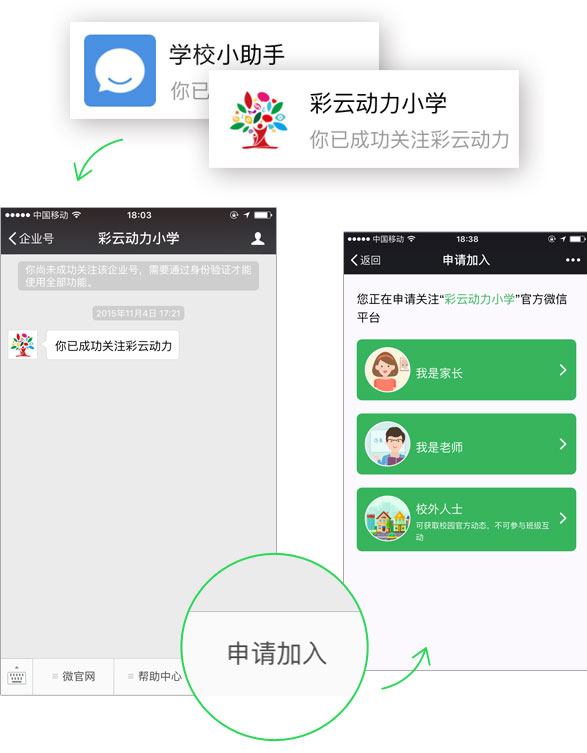 学校小助手
你已
彩云动力小学
你已成功关注彩云动力
中国移动
18:03
企业号
彩云动力小学
你尚未成功关注该企业号，需要通过身份验证才能
使用全部功能。
2015年11月4日 17:21
你已成功关注彩云动力
微官网
帮助中心
申请加入
中国移动
18:38
返回
申请加入
您正在申请关注“彩云动力小学”官方微信
平台
我是家长
我是老师
校外人士
可获取校园官方动态，不可参与班级互
动